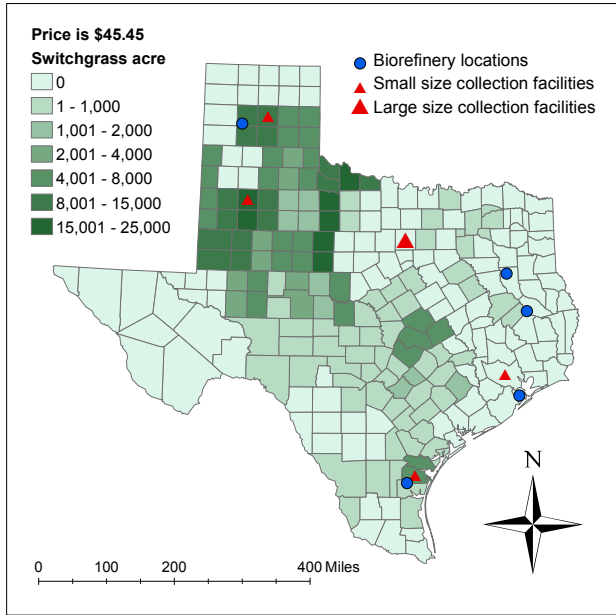 Price is $45.45
Switchgrass acre
0
1 - 1,000
1,001 - 2,000
2,001 - 4,000
4,001 - 8,000
8,001 - 15,000
15,001 - 25,000
Biorefinery locations
Small size collection facilities
Large size collection facilities
N
0 200 400 Miles